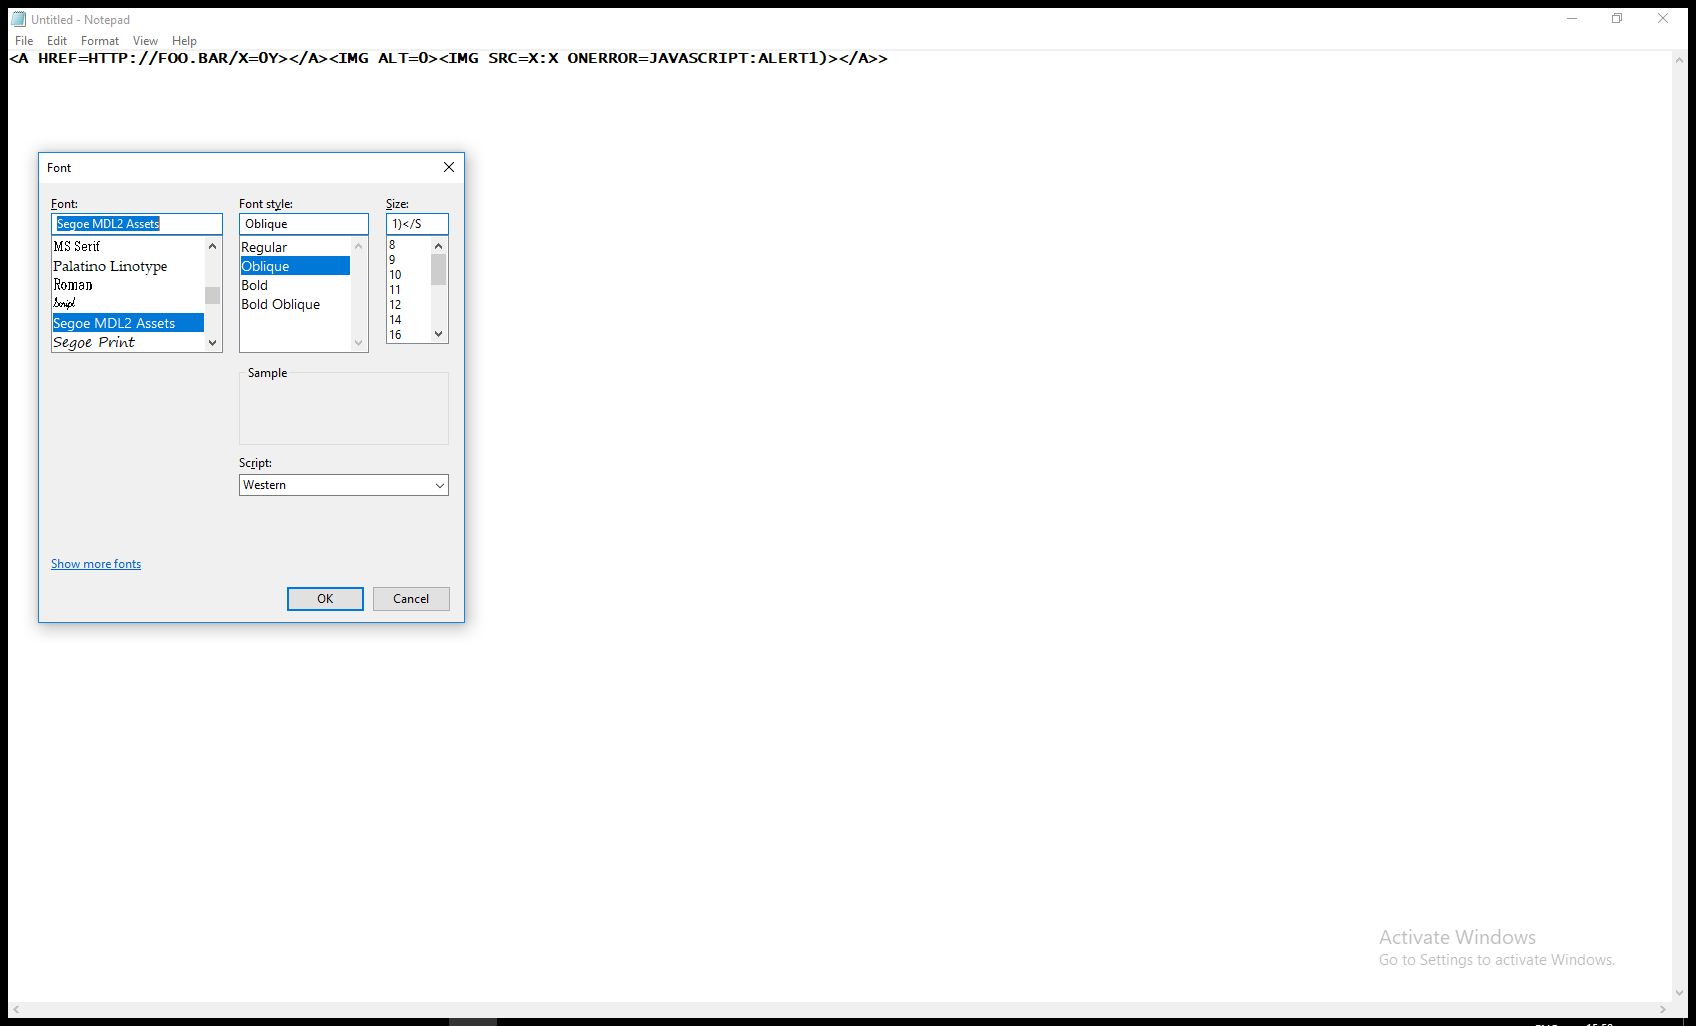 Untitled - Notepad
File Edit Format View Help
<A HREF=HTTP://FOO.BAR/X=0Y></A><IMG ALT=0><IMG SRC=X:X ONERROR=JAVASCRIPT:ALERT1)></A>>
Font
Font: Font style: Size:
Segoe MDL2 Assets Oblique 1)</S
MS Serif
Palatino Linotype
Roman
Script
Segoe MDL2 Assets
Segoe Print
Regular
Oblique
Bold
Bold Oblique
8
9
10
11
12
14
16
Sample
Script:
Western
Show more fonts
OK Cancel
Activate Windows
Go to Settings to activate Windows.